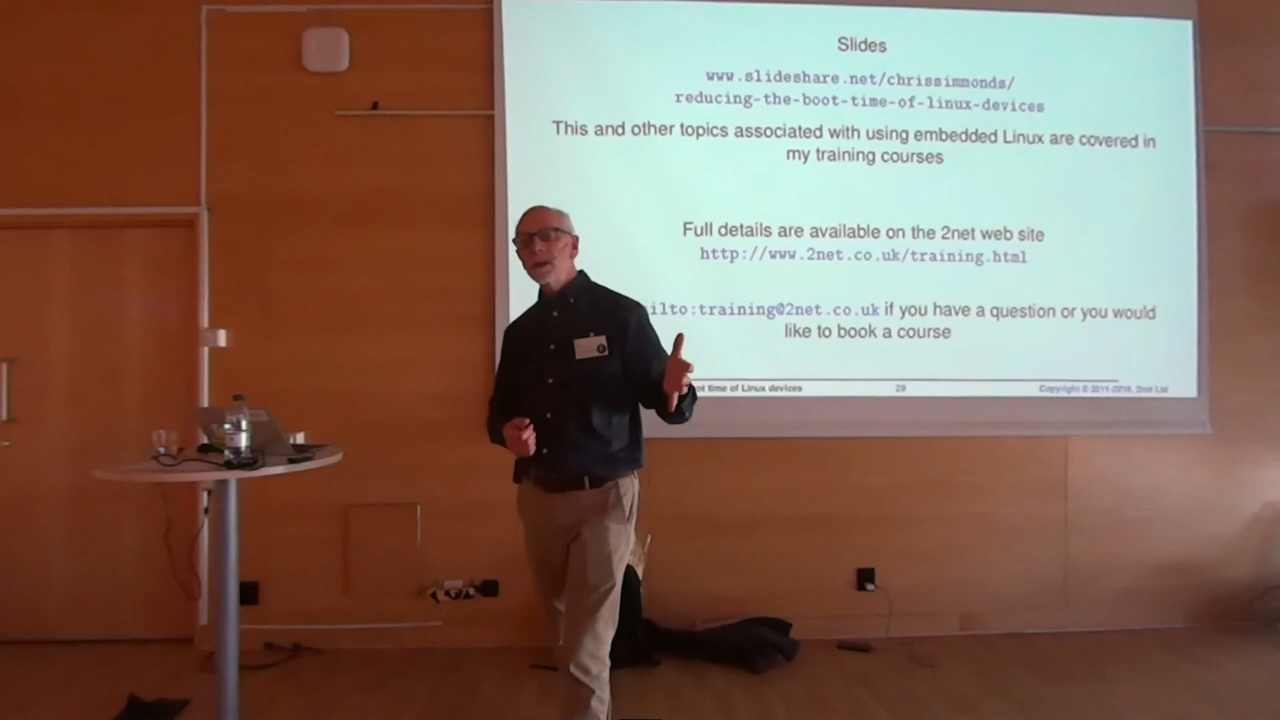 Slides
www.slideshare.net/chrissimmonds/
reducing-the-boot-time-of-linux-devices
This and other topics associated with using embedded Linux are covered in
my training courses
Full details are available on the 2net web site
http://www.2net.co.uk/training.html
ilto:training@2net.co.uk if you have a question or you would
like to book a course
ot time of Linux devices 29 Copyright © 2011-2019, 2net Ltd